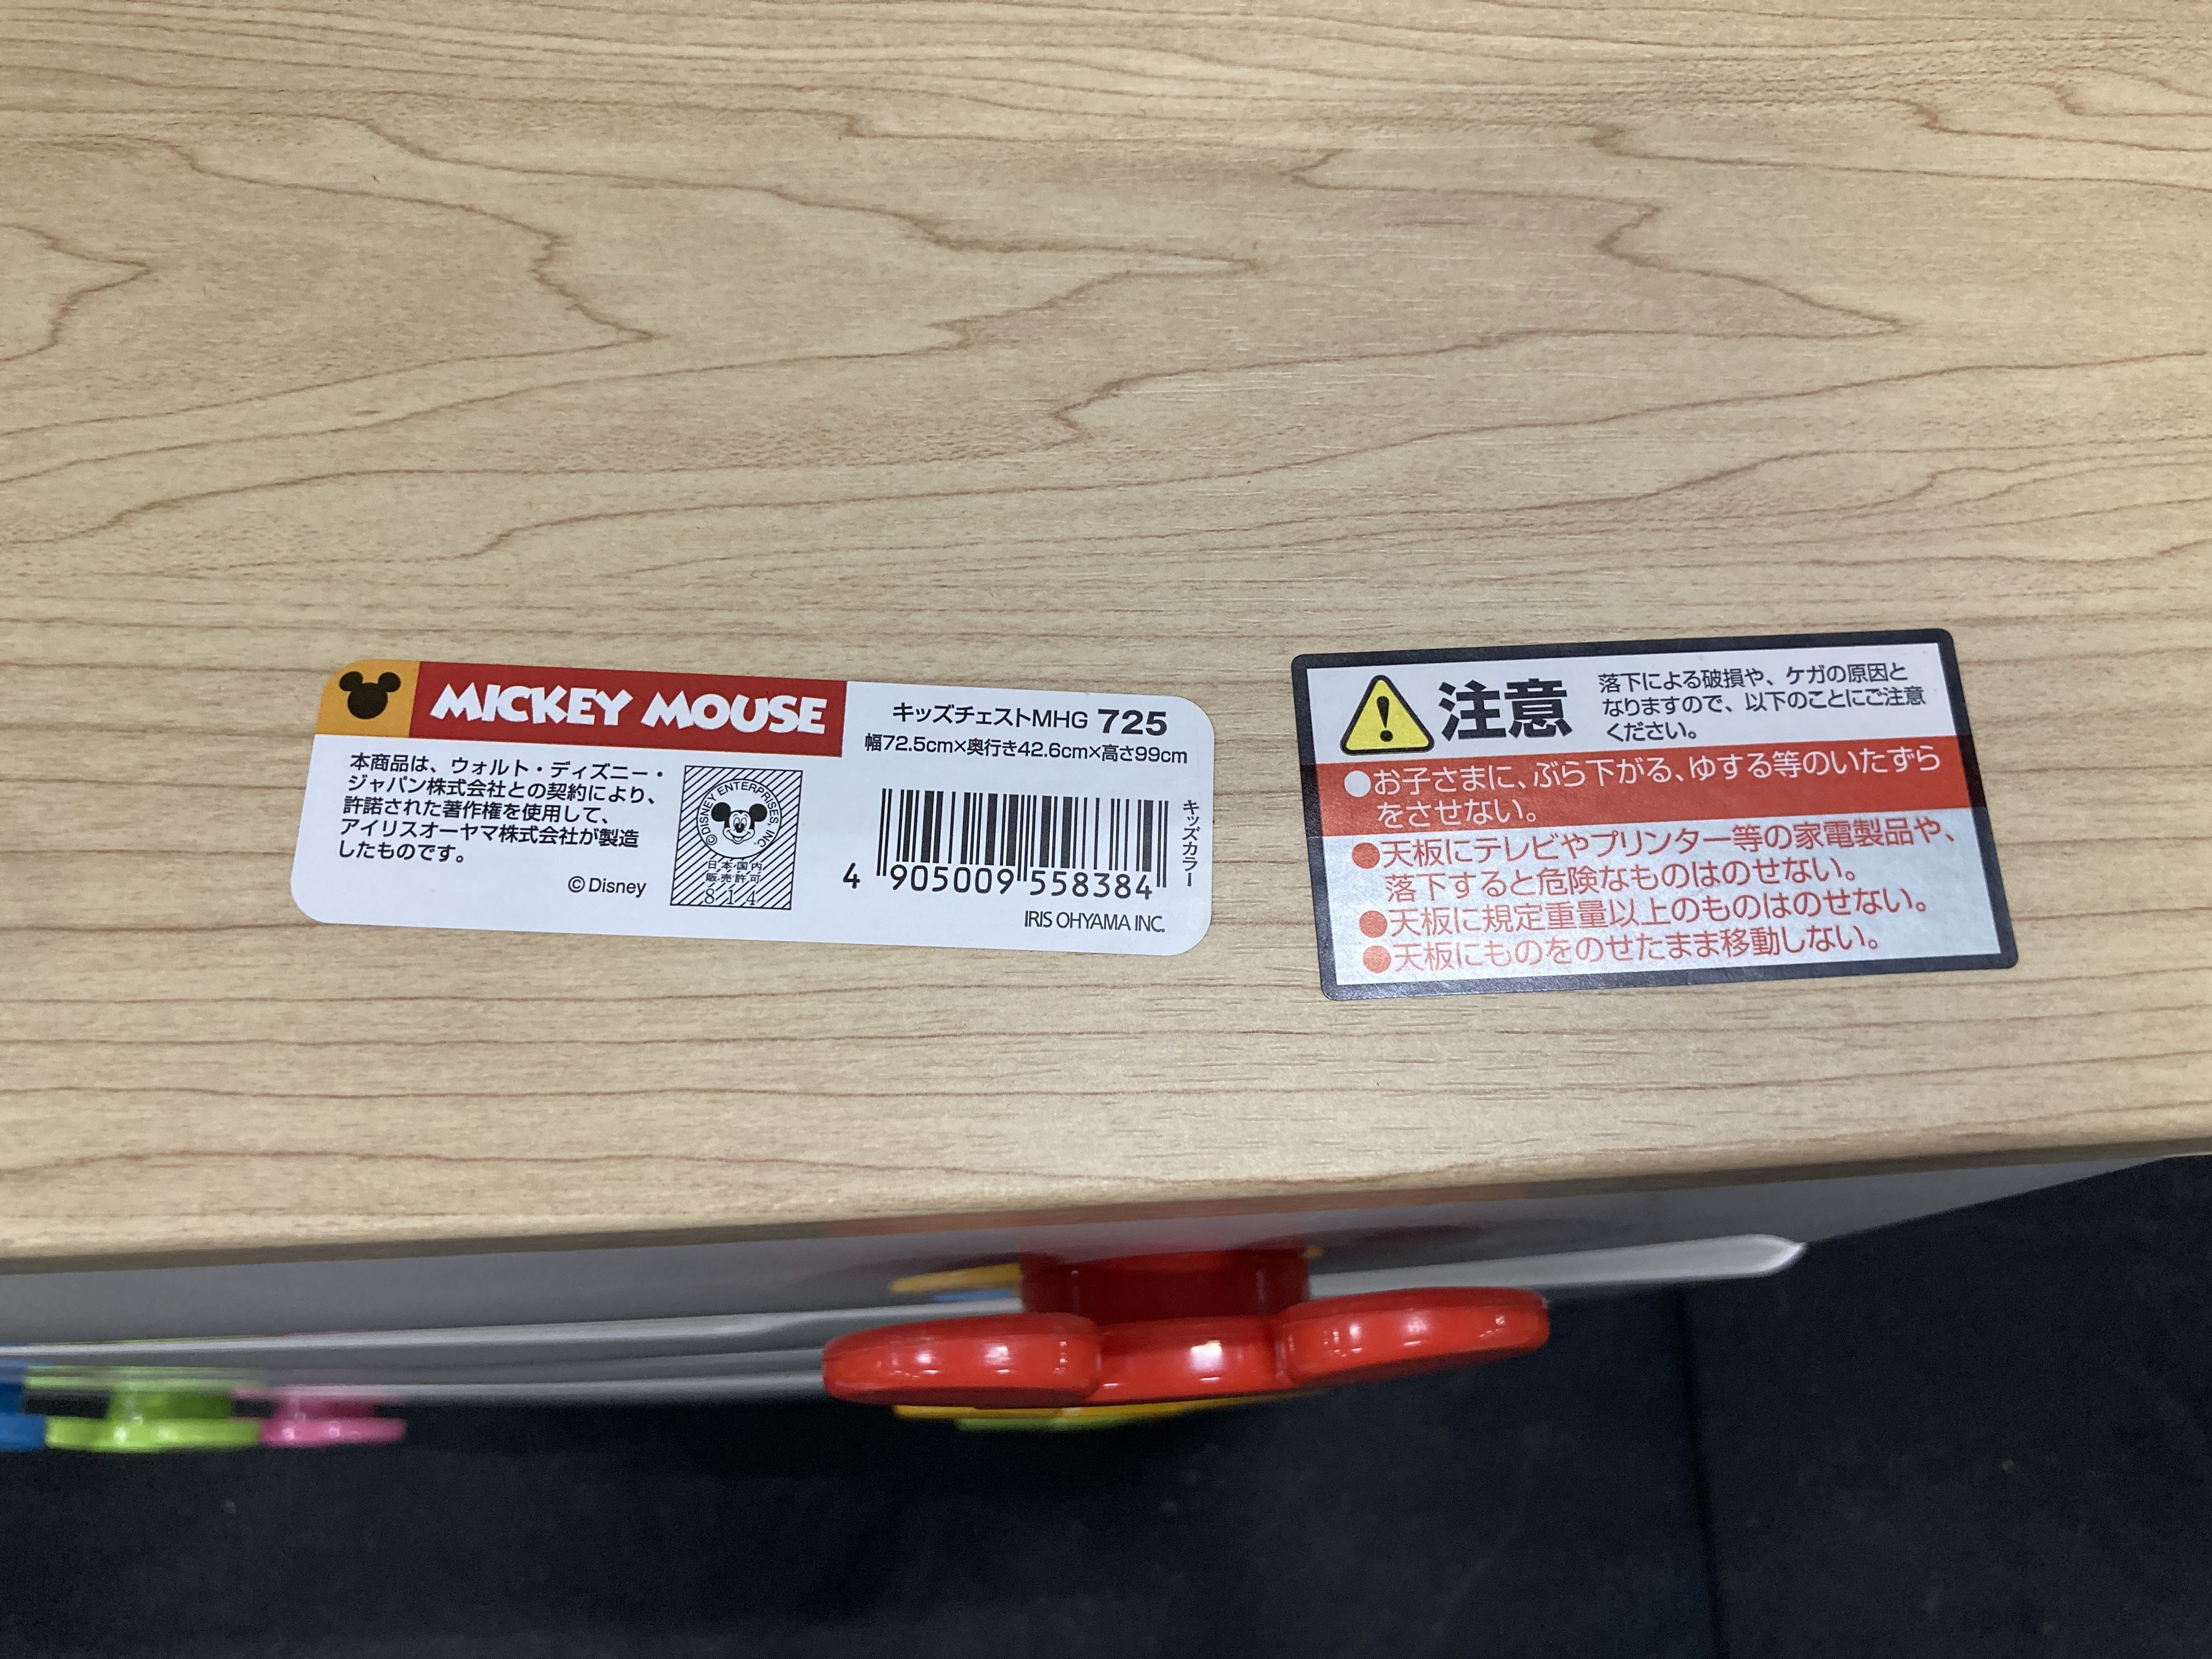 MICKEY MOUSE
キッズチェストMHG 725
幅72.5cm×奥行き42.6cm×高さ99cm
本商品は、ウォルト・ディズニー・
ジャパン株式会社との契約により、
許諾された著作権を使用して、
アイリスオーヤマ株式会社が製造
したものです。
©Disney
©DISNEY ENTERPRISES, INC.
日本国内
販売許可
814
4 905009 558384
キッズカラー
IRIS OHYAMA INC.
注意
落下による破損や、ケガの原因と
なりますので、以下のことにご注意
ください。
●お子さまに、ぶら下がる、ゆする等のいたずら
をさせない。
●天板にテレビやプリンター等の家電製品や、
落下すると危険なものはのせない。
●天板に規定重量以上のものはのせない。
●天板にものをのせたまま移動しない。